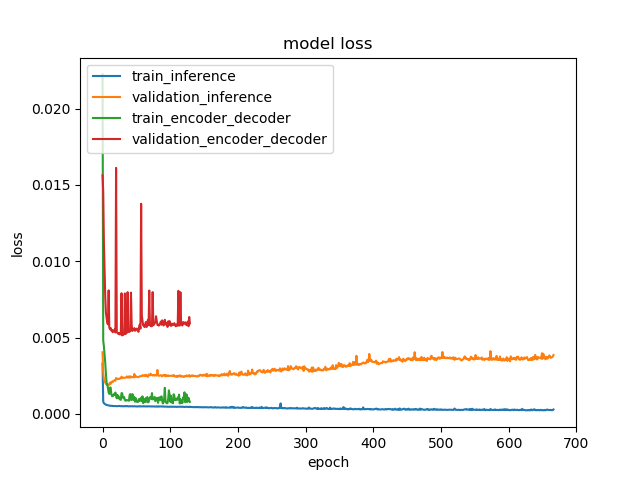 model loss
train_inference
validation_inference
train_encoder_decoder
validation_encoder_decoder
loss
0.020
0.015
0.010
0.005
0.000
0 100 200 300 400 500 600 700
epoch